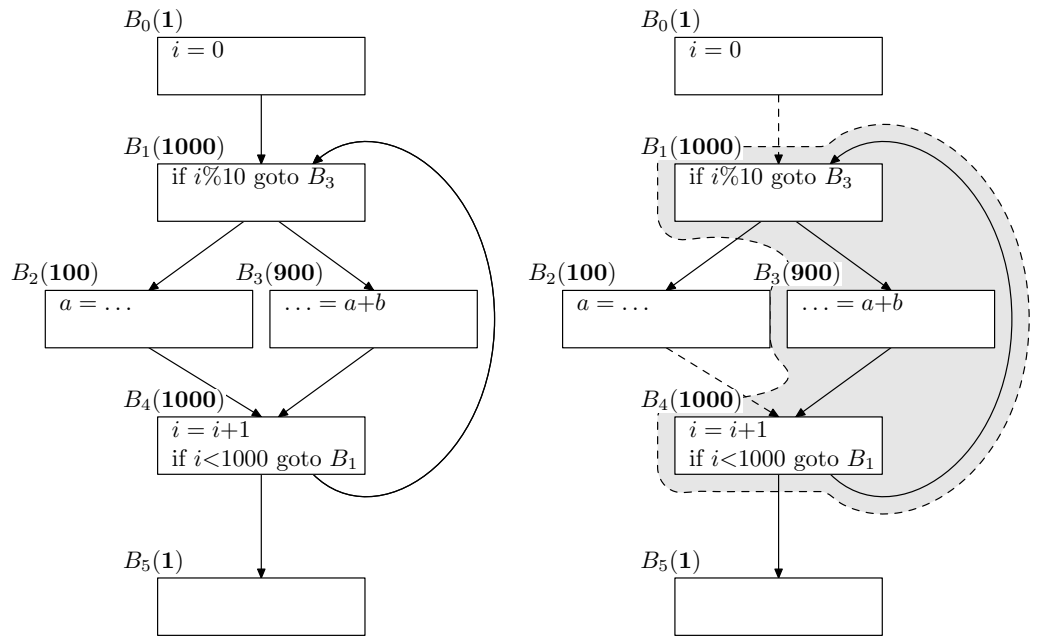 B₀(1)
i = 0
B₁(1000)
if i%10 goto B₃
B₂(100)
a = …
B₃(900)
… = a+b
B₄(1000)
i = i+1
if i<1000 goto B₁
B₅(1)
B₀(1)
i = 0
B₁(1000)
if i%10 goto B₃
B₂(100)
a = …
B₃(900)
… = a+b
B₄(1000)
i = i+1
if i<1000 goto B₁
B₅(1)